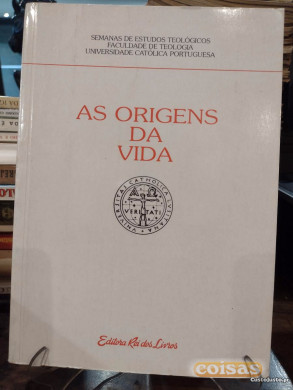 SEMANAS DE ESTUDOS TEOLÓGICOS
FACULDADE DE TEOLOGIA
UNIVERSIDADE CATÓLICA PORTUGUESA
AS ORIGENS
DA
VIDA
VERITATI
Editora Rei dos Livros
coisas